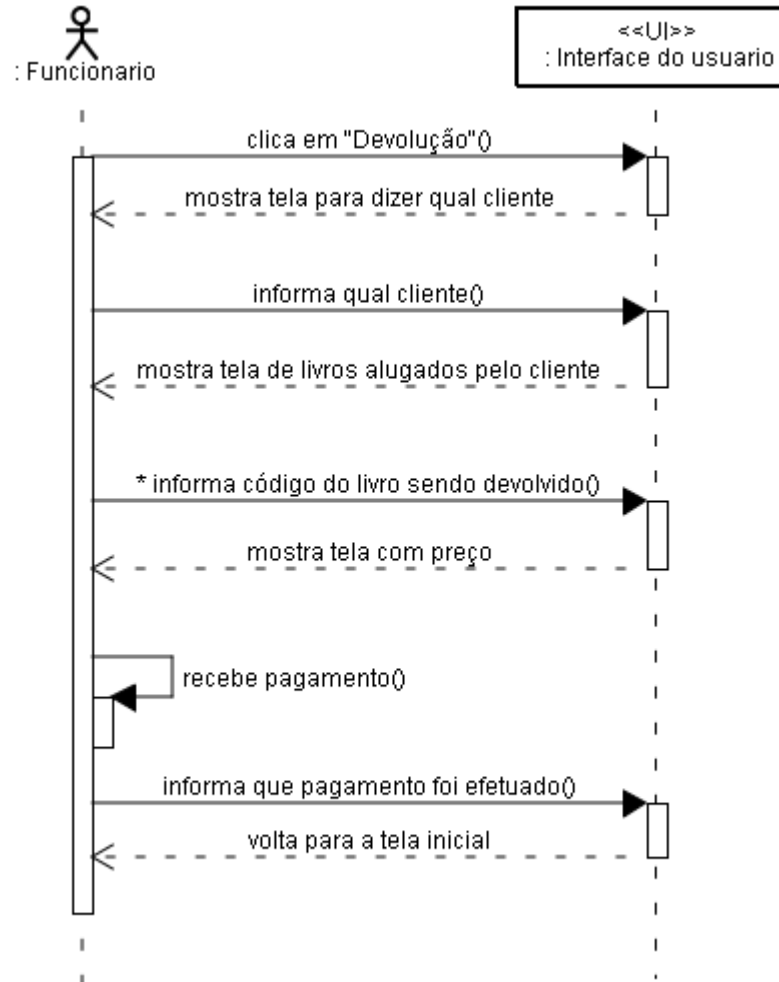 <<UI>>
: Funcionario
: Interface do usuario
clica em "Devolução"()
mostra tela para dizer qual cliente
informa qual cliente()
mostra tela de livros alugados pelo cliente
* informa código do livro sendo devolvido()
mostra tela com preço
recebe pagamento()
informa que pagamento foi efetuado()
volta para a tela inicial